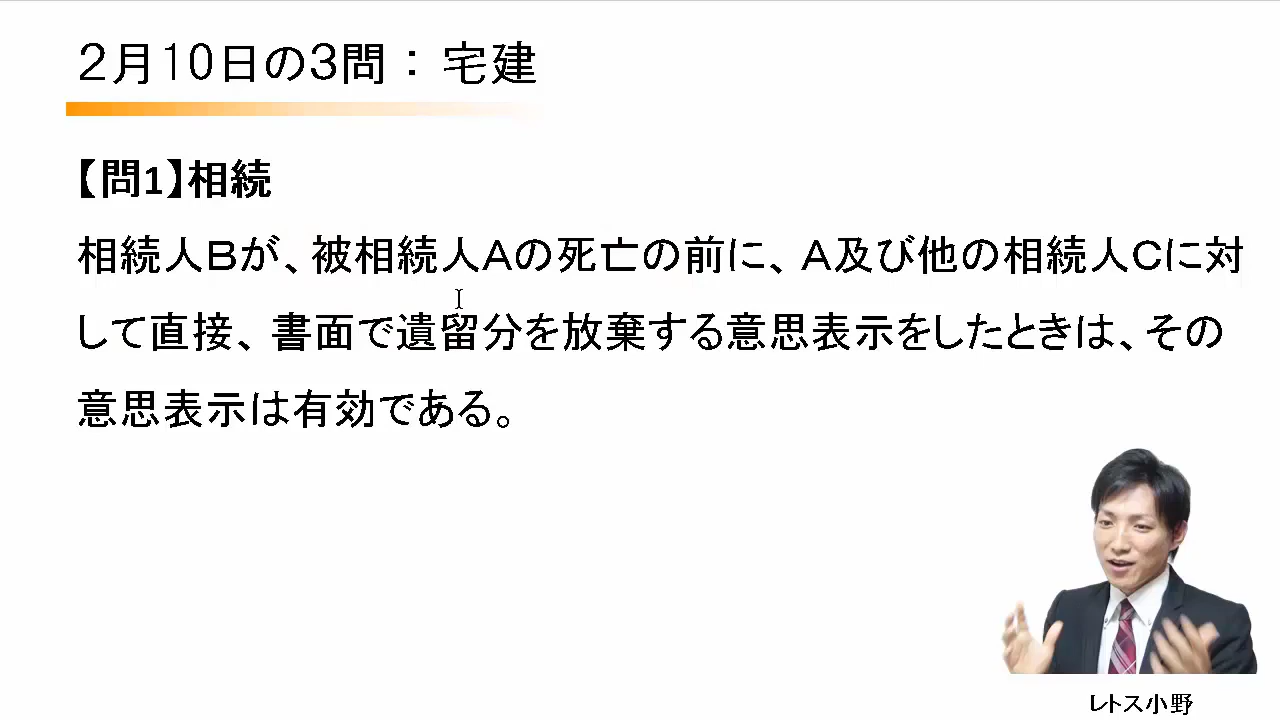 2月10日の3問：宅建
【問1】相続
相続人Bが、被相続人Aの死亡の前に、A及び他の相続人Cに対
して直接、書面で遺留分を放棄する意思表示をしたときは、その
意思表示は有効である。
レトス小野